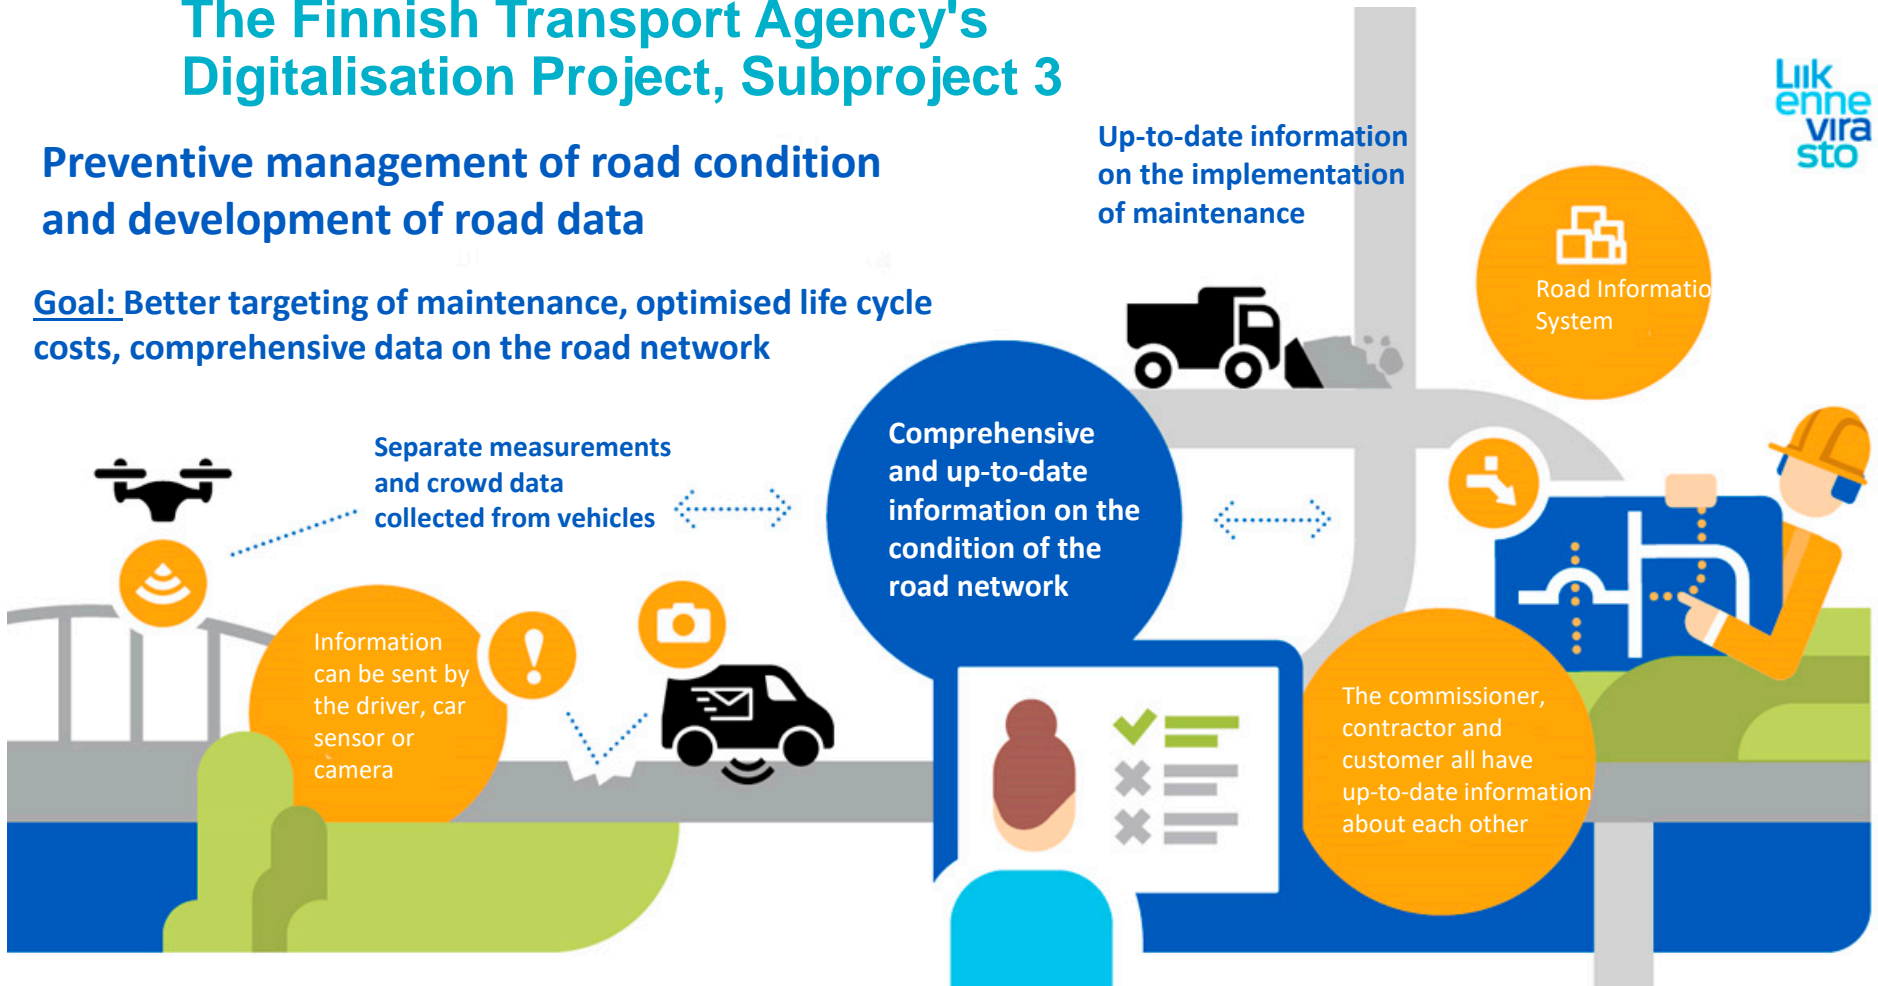 The Finnish Transport Agency's
Digitalisation Project, Subproject 3
Liik
enne
vira
sto
Preventive management of road condition
and development of road data
Up-to-date information
on the implementation
of maintenance
Goal: Better targeting of maintenance, optimised life cycle
costs, comprehensive data on the road network
Road Informatio
System
Separate measurements
and crowd data
collected from vehicles
Comprehensive
and up-to-date
information on the
condition of the
road network
Information
can be sent by
the driver, car
sensor or
camera
The commissioner,
contractor and
customer all have
up-to-date information
about each other